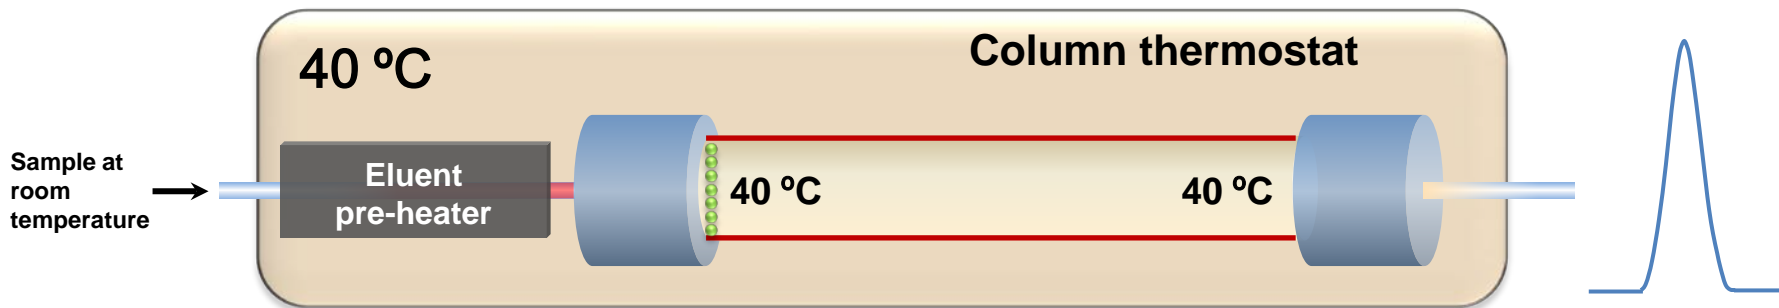 40 ºC
Column thermostat
Sample at
room
temperature
Eluent
pre-heater
40 ºC
40 ºC